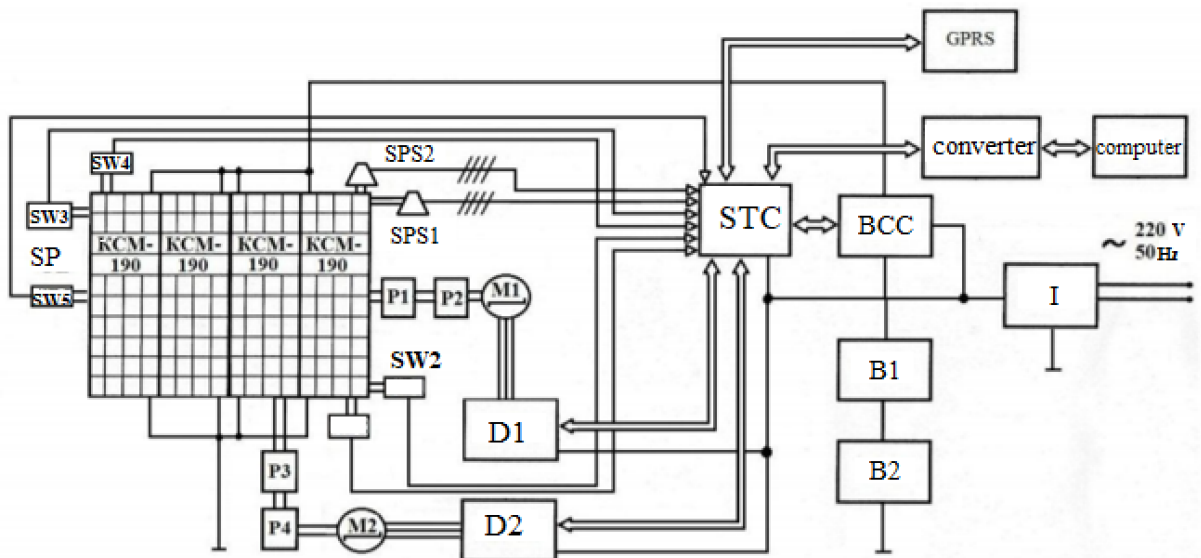 GPRS
SW4
SPS2
converter
computer
SW3
SPS1
STC
BCC
~ 220 V
50Hz
SP
КСМ-
190
КСМ-
190
КСМ-
190
КСМ-
190
SW5
P1
P2
M1
I
SW2
B1
D1
B2
P3
P4
M2
D2